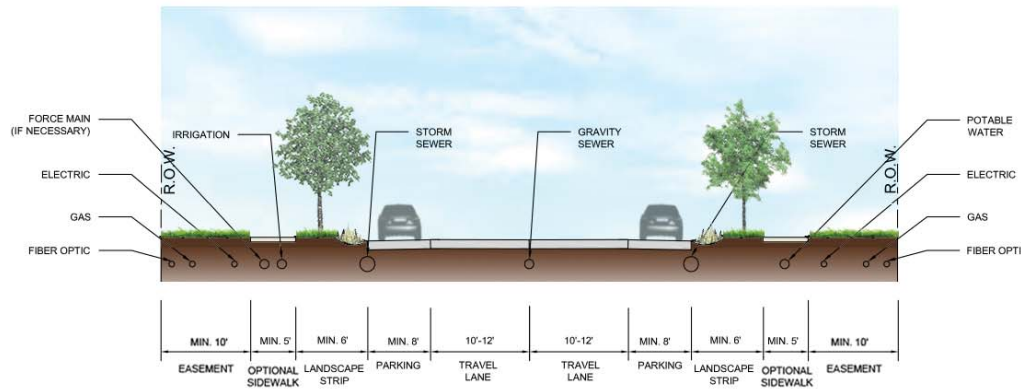 FORCE MAIN
(IF NECESSARY)
IRRIGATION
STORM
SEWER
GRAVITY
SEWER
STORM
SEWER
POTABLE
WATER
R.O.W.
R.O.W.
ELECTRIC
ELECTRIC
GAS
GAS
FIBER OPTIC
FIBER OPTI
MIN. 10'
MIN. 5'
MIN. 6'
MIN. 8'
10'-12'
10'-12'
MIN. 8'
MIN. 6'
MIN. 5'
MIN. 10'
EASEMENT
OPTIONAL
SIDEWALK
LANDSCAPE
STRIP
PARKING
TRAVEL
LANE
TRAVEL
LANE
PARKING
LANDSCAPE
STRIP
OPTIONAL
SIDEWALK
EASEMENT